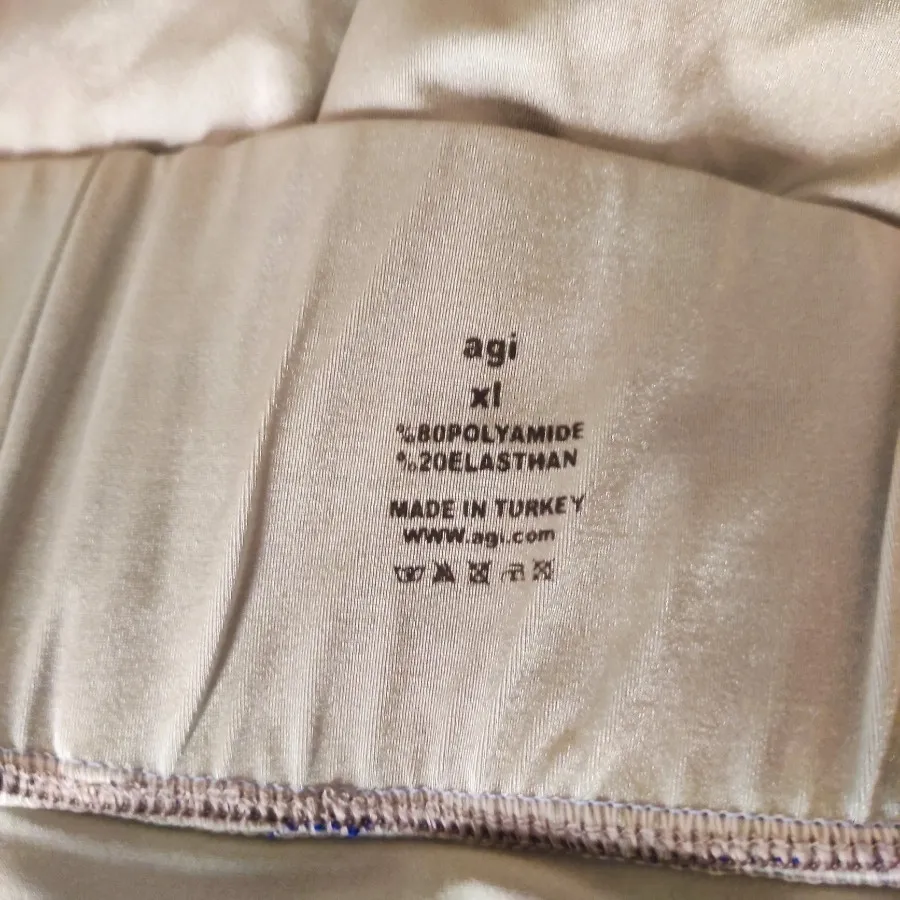 agi
xl
%80POLYAMIDE
%20ELASTHAN
MADE IN TURKEY
WWW.agi.com